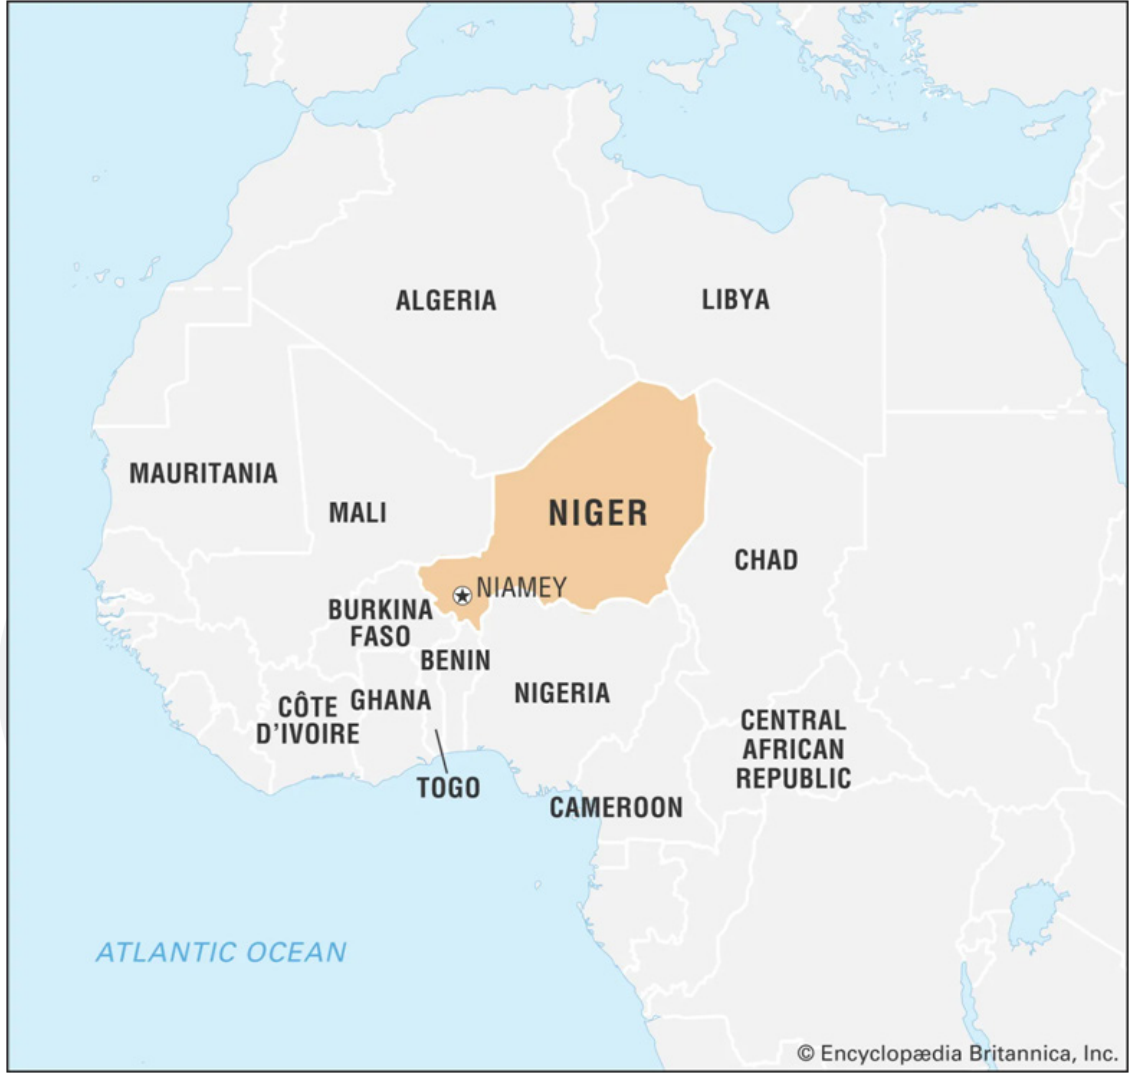 ALGERIA
LIBYA
MAURITANIA
MALI
NIGER
CHAD
NIAMEY
BURKINA
FASO
BENIN
NIGERIA
CÔTE
D'IVOIRE
GHANA
TOGO
CENTRAL
AFRICAN
REPUBLIC
CAMEROON
ATLANTIC OCEAN
© Encyclopædia Britannica, Inc.